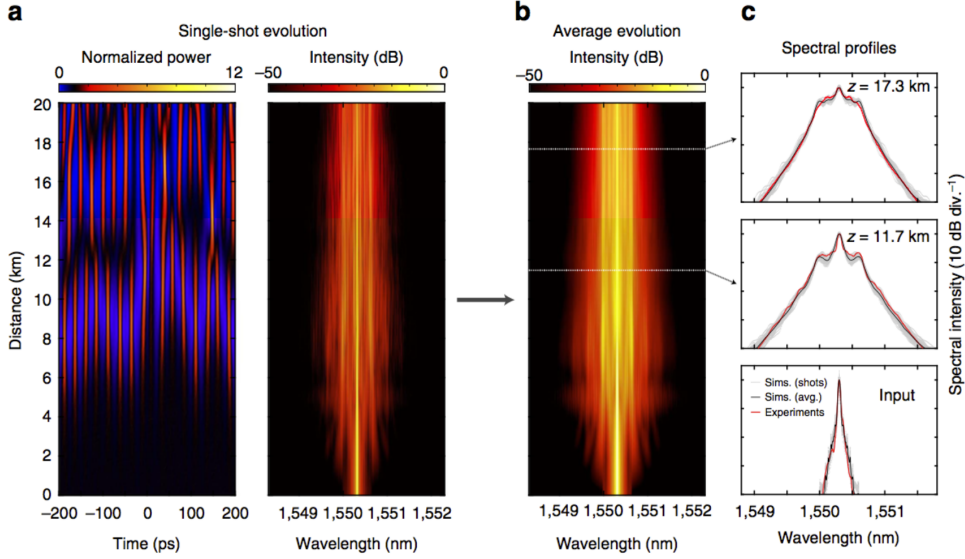 a
b
c
Single-shot evolution
Average evolution
Spectral profiles
Normalized power
0
12
Intensity (dB)
−50
0
Intensity (dB)
−50
0
Distance (km)
20
18
16
14
12
10
8
6
4
2
0
−200
−100
0
100
200
Time (ps)
1,549
1,550
1,551
1,552
Wavelength (nm)
1,549
1,550
1,551
1,552
Wavelength (nm)
z = 17.3 km
z = 11.7 km
Input
Sims. (shots)
Sims. (avg.)
Experiments
1,549
1,550
1,551
Wavelength (nm)
Spectral intensity (10 dB div.⁻¹)